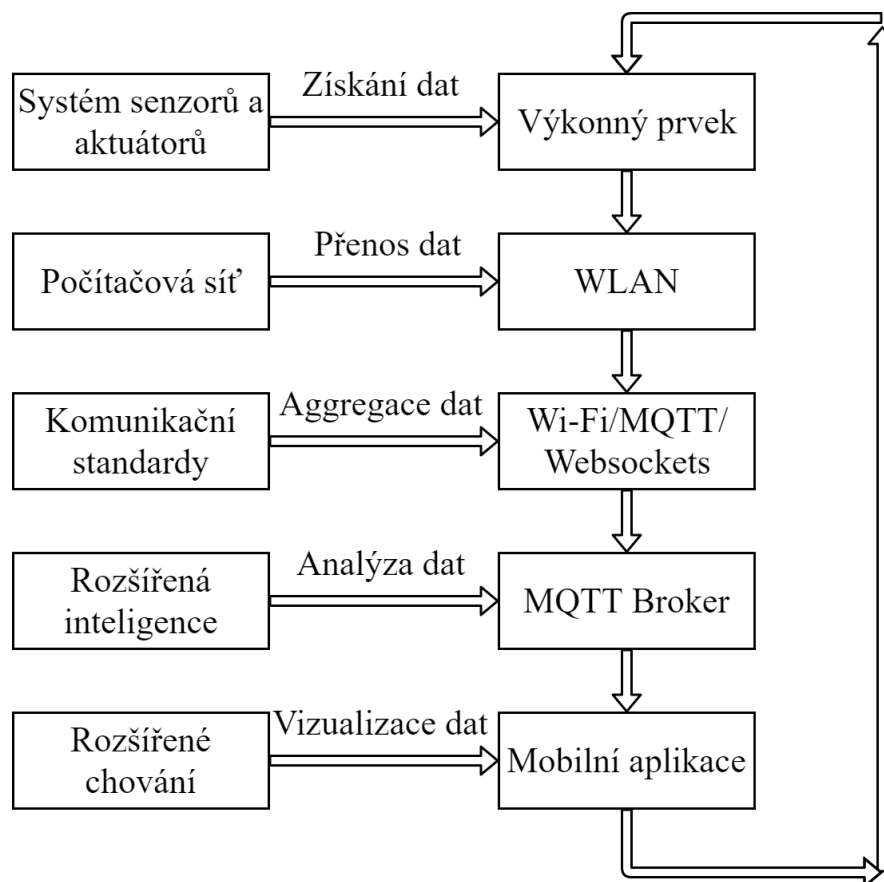 Systém senzorů a
aktuátorů
Získání dat
Výkonný prvek
Počítačová síť
Přenos dat
WLAN
Komunikační
standardy
Aggregace dat
Wi-Fi/MQTT/
Websockets
Rozšířená
inteligence
Analýza dat
MQTT Broker
Rozšířené
chování
Vizualizace dat
Mobilní aplikace